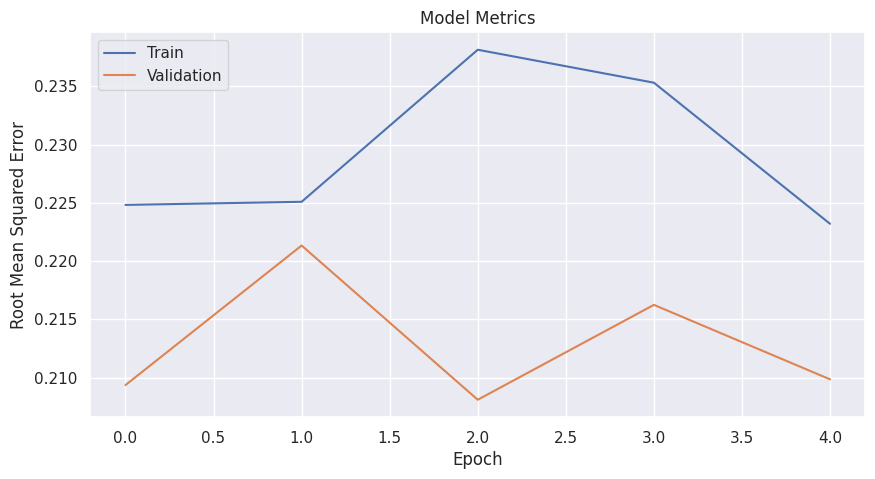 Model Metrics
Train
Validation
Root Mean Squared Error
0.235
0.230
0.225
0.220
0.215
0.210
0.0 0.5 1.0 1.5 2.0 2.5 3.0 3.5 4.0
Epoch